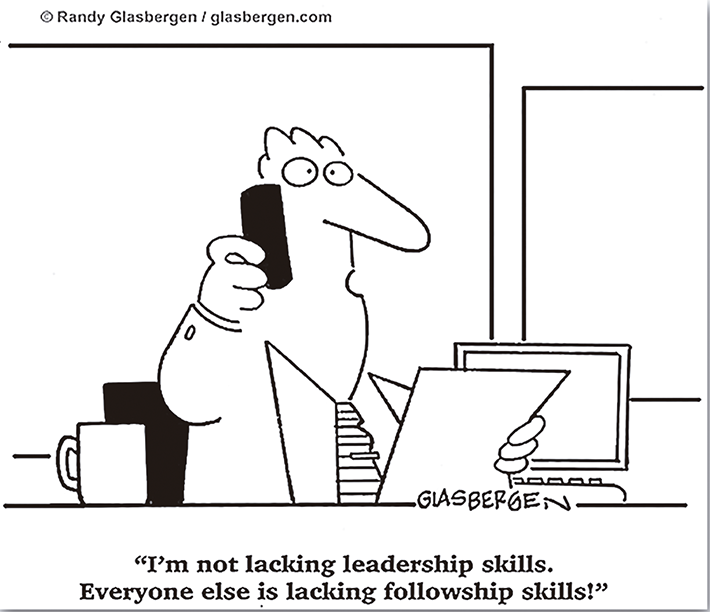 © Randy Glasbergen / glasbergen.com
GLASBERGEN
“I’m not lacking leadership skills.
Everyone else is lacking followship skills!”